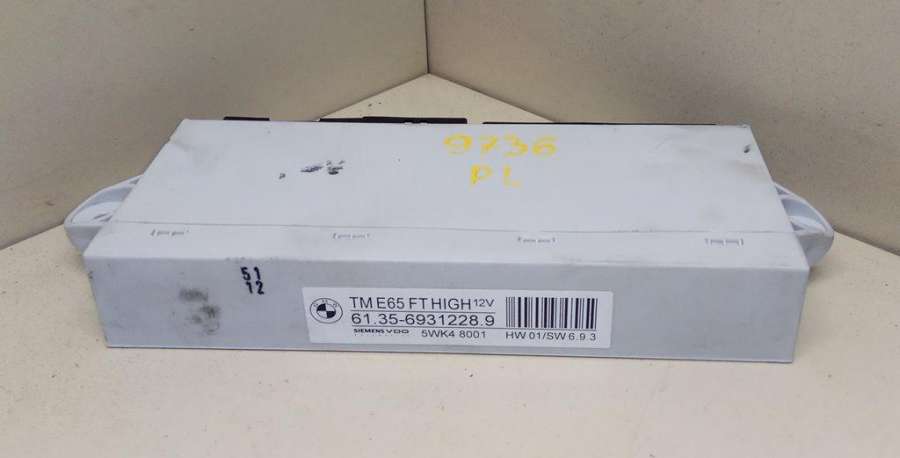 9736
PL
51
12
TM E65 FT HIGH 12V
61.35-6931228.9
SIEMENS VDO 5WK4 8001 HW 01/SW 6.9 3